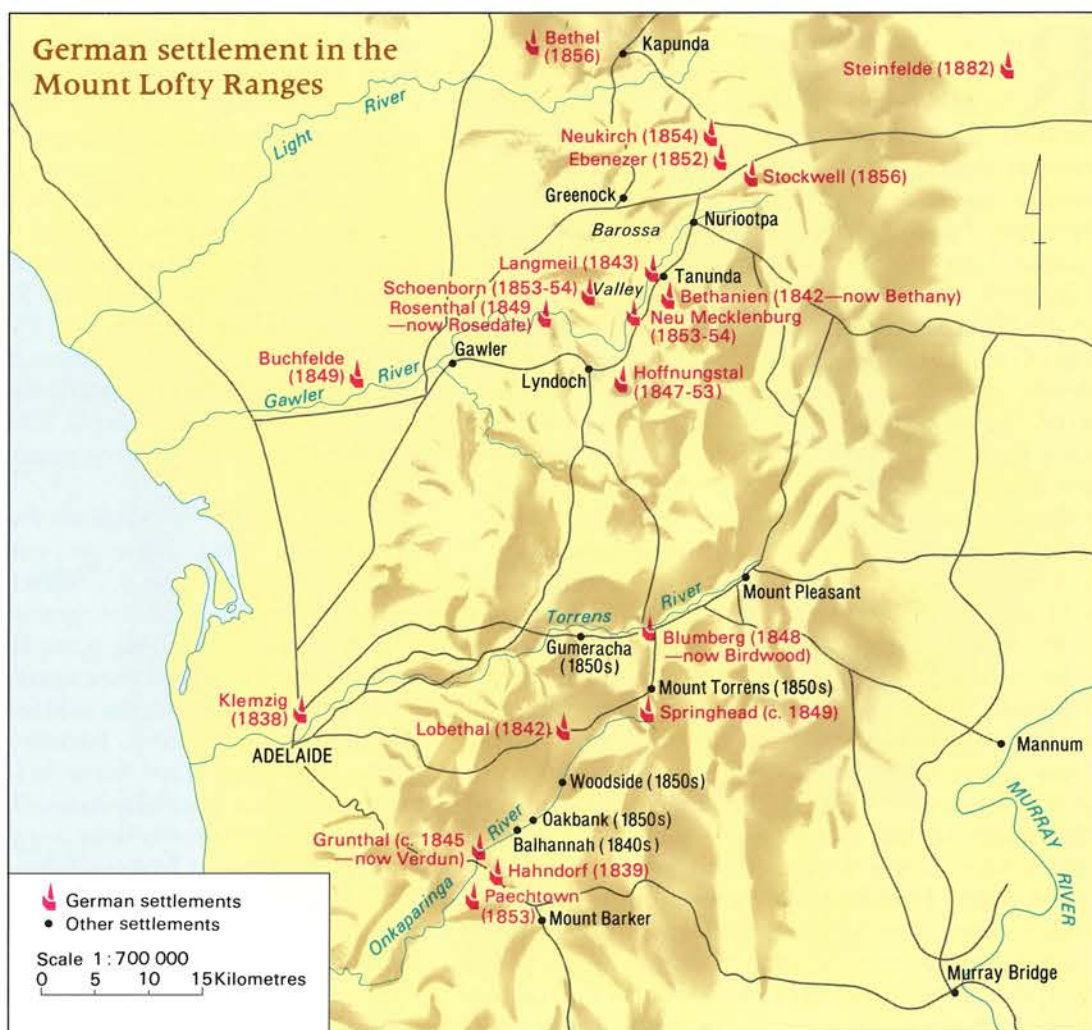 German settlement in the
Mount Lofty Ranges
Bethel
(1856)
Kapunda
Steinfelde (1882)
Light River
Neukirch (1854)
Ebenezer (1852)
Stockwell (1856)
Greenock
Nuriootpa
Barossa
Valley
Langmeil (1843)
Tanunda
Schoenborn (1853-54)
Bethanien (1842—now Bethany)
Rosenthal (1849
—now Rosedale)
Neu Mecklenburg
(1853-54)
Buchfelde
(1849)
Gawler
Gawler River
Lyndoch
Hoffnungstal
(1847-53)
Mount Pleasant
Torrens River
Gumeracha
(1850s)
Blumberg (1848
—now Birdwood)
Mount Torrens (1850s)
Klemzig
(1838)
Springhead (c. 1849)
Lobethal (1842)
ADELAIDE
Mannum
Woodside (1850s)
MURRAY RIVER
Oakbank (1850s)
Balhannah (1840s)
Grunthal (c. 1845
—now Verdun)
Hahndorf (1839)
Paechtown
(1853)
Onkaparinga River
Mount Barker
Murray Bridge
German settlements
Other settlements
Scale 1:700 000
0 5 10 15 Kilometres